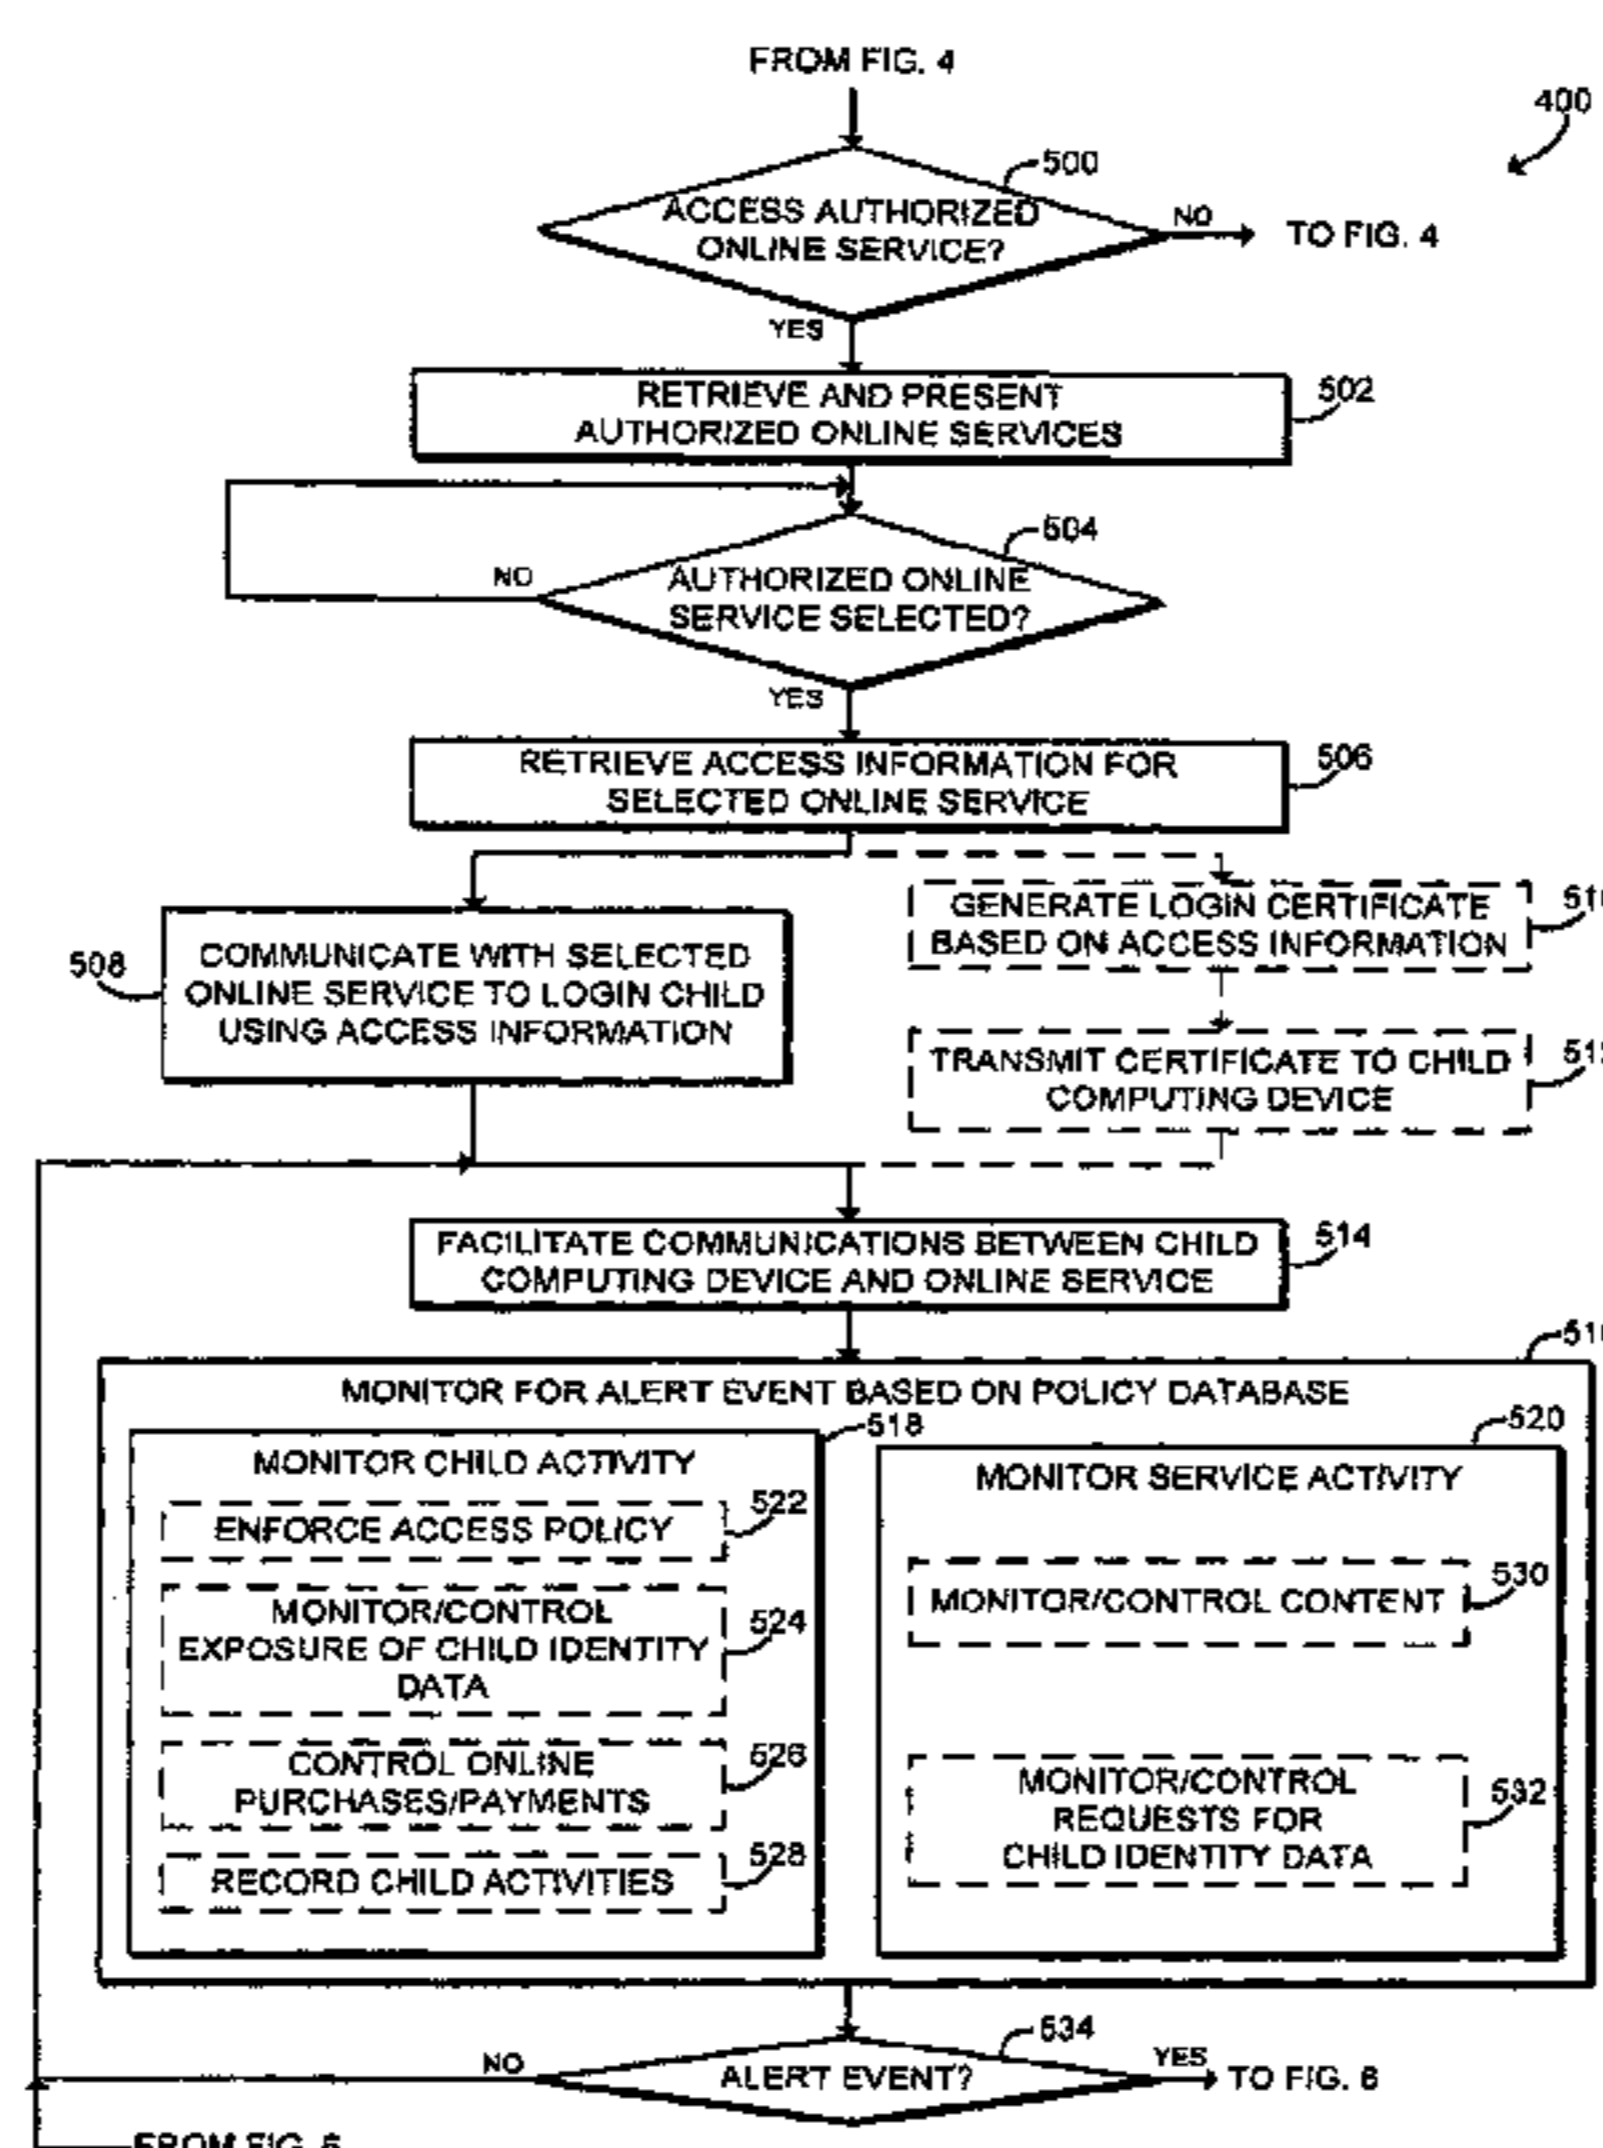 FROM FIG. 4
400
500
ACCESS AUTHORIZED
ONLINE SERVICE?
NO
TO FIG. 4
YES
502
RETRIEVE AND PRESENT
AUTHORIZED ONLINE SERVICES
504
NO
AUTHORIZED ONLINE
SERVICE SELECTED?
YES
506
RETRIEVE ACCESS INFORMATION FOR
SELECTED ONLINE SERVICE
508
COMMUNICATE WITH SELECTED
ONLINE SERVICE TO LOGIN CHILD
USING ACCESS INFORMATION
GENERATE LOGIN CERTIFICATE
BASED ON ACCESS INFORMATION
TRANSMIT CERTIFICATE TO CHILD
COMPUTING DEVICE
514
FACILITATE COMMUNICATIONS BETWEEN CHILD
COMPUTING DEVICE AND ONLINE SERVICE
MONITOR FOR ALERT EVENT BASED ON POLICY DATABASE
518
MONITOR CHILD ACTIVITY
522
ENFORCE ACCESS POLICY
524
MONITOR/CONTROL
EXPOSURE OF CHILD IDENTITY
DATA
526
CONTROL ONLINE
PURCHASES/PAYMENTS
528
RECORD CHILD ACTIVITIES
520
MONITOR SERVICE ACTIVITY
530
MONITOR/CONTROL CONTENT
532
MONITOR/CONTROL
REQUESTS FOR
CHILD IDENTITY DATA
534
NO
ALERT EVENT?
YES
TO FIG. 6
FROM FIG.